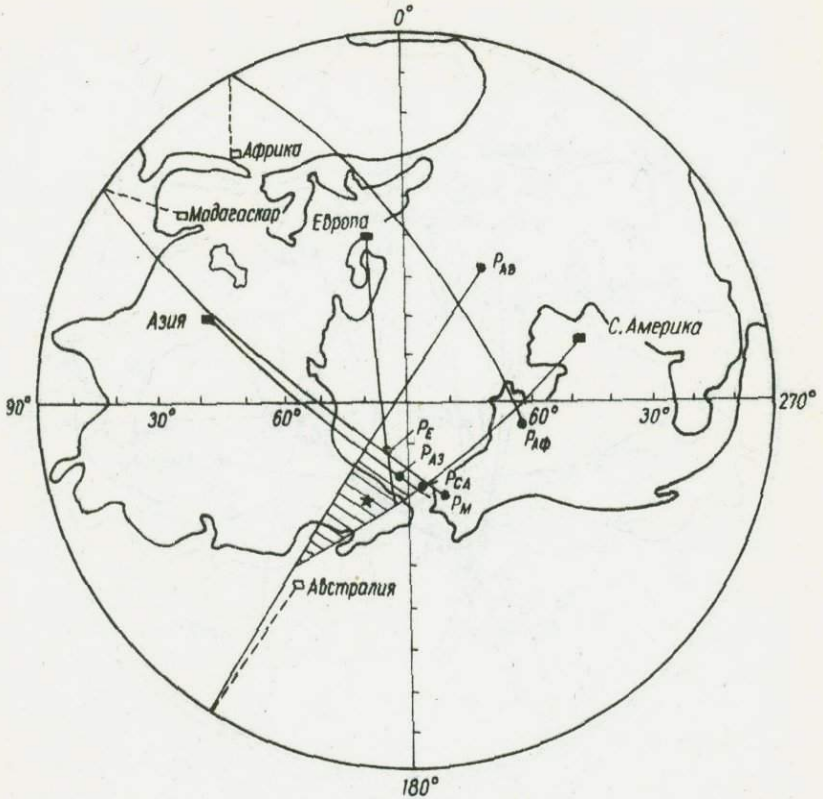 0°
Африка
Мадагаскар
Европа
P_АВ
Азия
С. Америка
90°
30°
60°
60°
30°
270°
P_АФ
P_Е
P_АЗ
P_СА
P_М
Австралия
180°